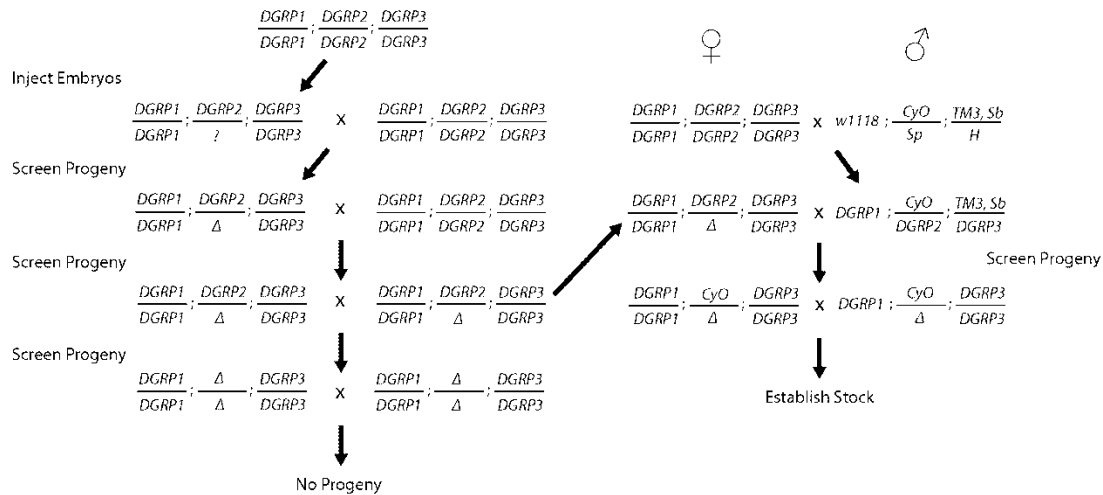 DGRP1 ; DGRP2 ; DGRP3
DGRP1 DGRP2 DGRP3
♀ ♂
Inject Embryos
DGRP1 ; DGRP2 ; DGRP3 x DGRP1 ; DGRP2 ; DGRP3
DGRP1 ? DGRP3 DGRP1 DGRP2 DGRP3
DGRP1 ; DGRP2 ; DGRP3 x w1118 ; CyO ; TM3, Sb
DGRP1 DGRP2 DGRP3 Sp H
Screen Progeny
DGRP1 ; DGRP2 ; DGRP3 x DGRP1 ; DGRP2 ; DGRP3
DGRP1 Δ DGRP3 DGRP1 DGRP2 DGRP3
DGRP1 ; DGRP2 ; DGRP3 x DGRP1 ; CyO ; TM3, Sb
DGRP1 Δ DGRP3 DGRP2 DGRP3
Screen Progeny
Screen Progeny
DGRP1 ; DGRP2 ; DGRP3 x DGRP1 ; DGRP2 ; DGRP3
DGRP1 Δ DGRP3 DGRP1 Δ DGRP3
DGRP1 ; CyO ; DGRP3 x DGRP1 ; CyO ; DGRP3
DGRP1 Δ DGRP3 Δ DGRP3
Screen Progeny
DGRP1 ; Δ ; DGRP3 x DGRP1 ; Δ ; DGRP3
DGRP1 Δ DGRP3 DGRP1 Δ DGRP3
Establish Stock
No Progeny